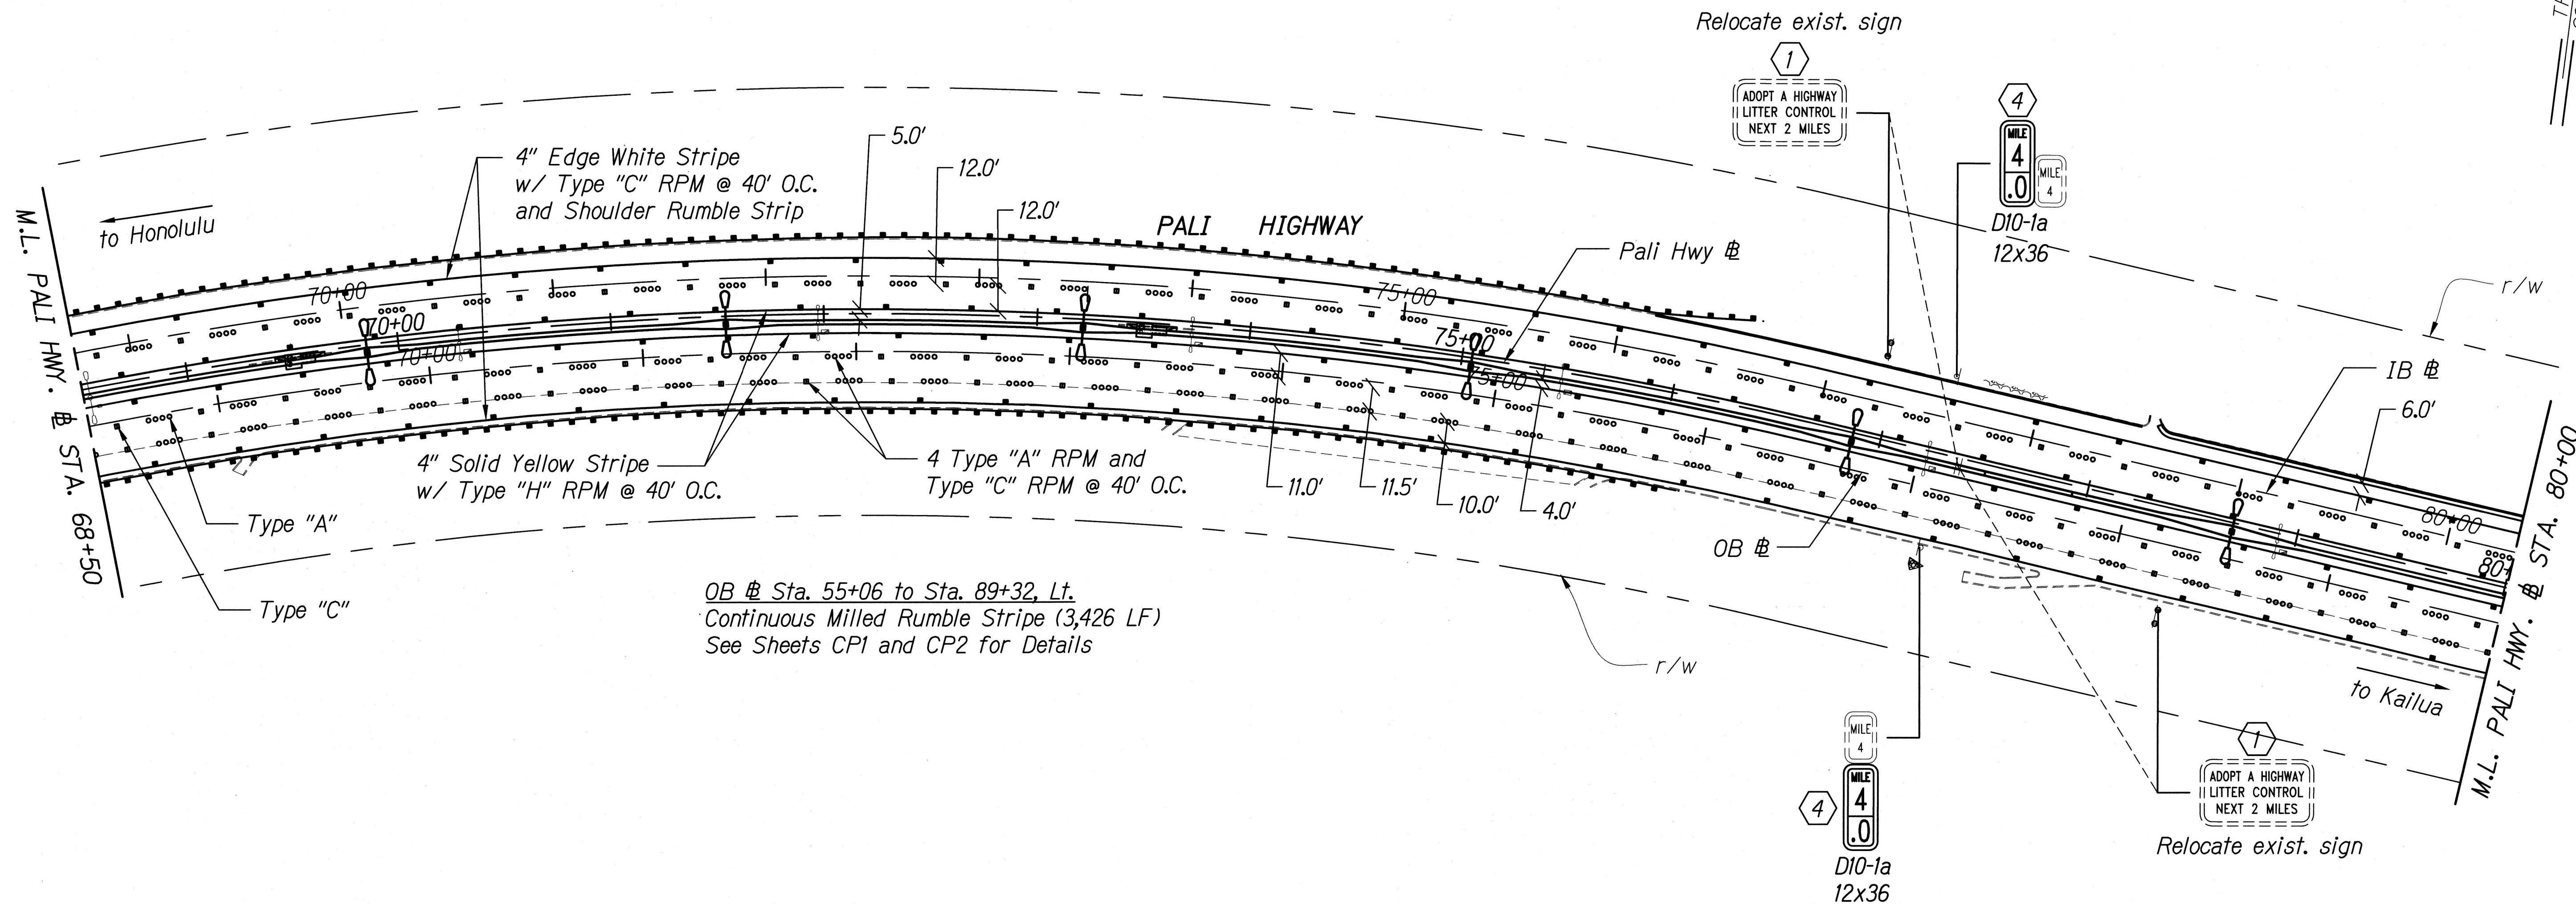 Relocate exist. sign
1
ADOPT A HIGHWAY
LITTER CONTROL
NEXT 2 MILES
4
MILE
4
.0
MILE
4
D10-1a
12x36
5.0'
12.0'
12.0'
4" Edge White Stripe
w/ Type "C" RPM @ 40' O.C.
and Shoulder Rumble Strip
to Honolulu
M.L. PALI HWY. ₧ STA. 68+50
PALI HIGHWAY
Pali Hwy ₧
r/w
70+00
70+00
70+00
75+00
75+00
75+00
IB ₧
6.0'
80+00
80+
M.L. PALI HWY. ₧ STA. 80+00
4" Solid Yellow Stripe
w/ Type "H" RPM @ 40' O.C.
4 Type "A" RPM and
Type "C" RPM @ 40' O.C.
11.0'
11.5'
10.0'
4.0'
Type "A"
Type "C"
OB ₧
OB ₧ Sta. 55+06 to Sta. 89+32, Lt.
Continuous Milled Rumble Stripe (3,426 LF)
See Sheets CP1 and CP2 for Details
r/w
to Kailua
MILE
4
4
MILE
4
.0
D10-1a
12x36
1
ADOPT A HIGHWAY
LITTER CONTROL
NEXT 2 MILES
Relocate exist. sign